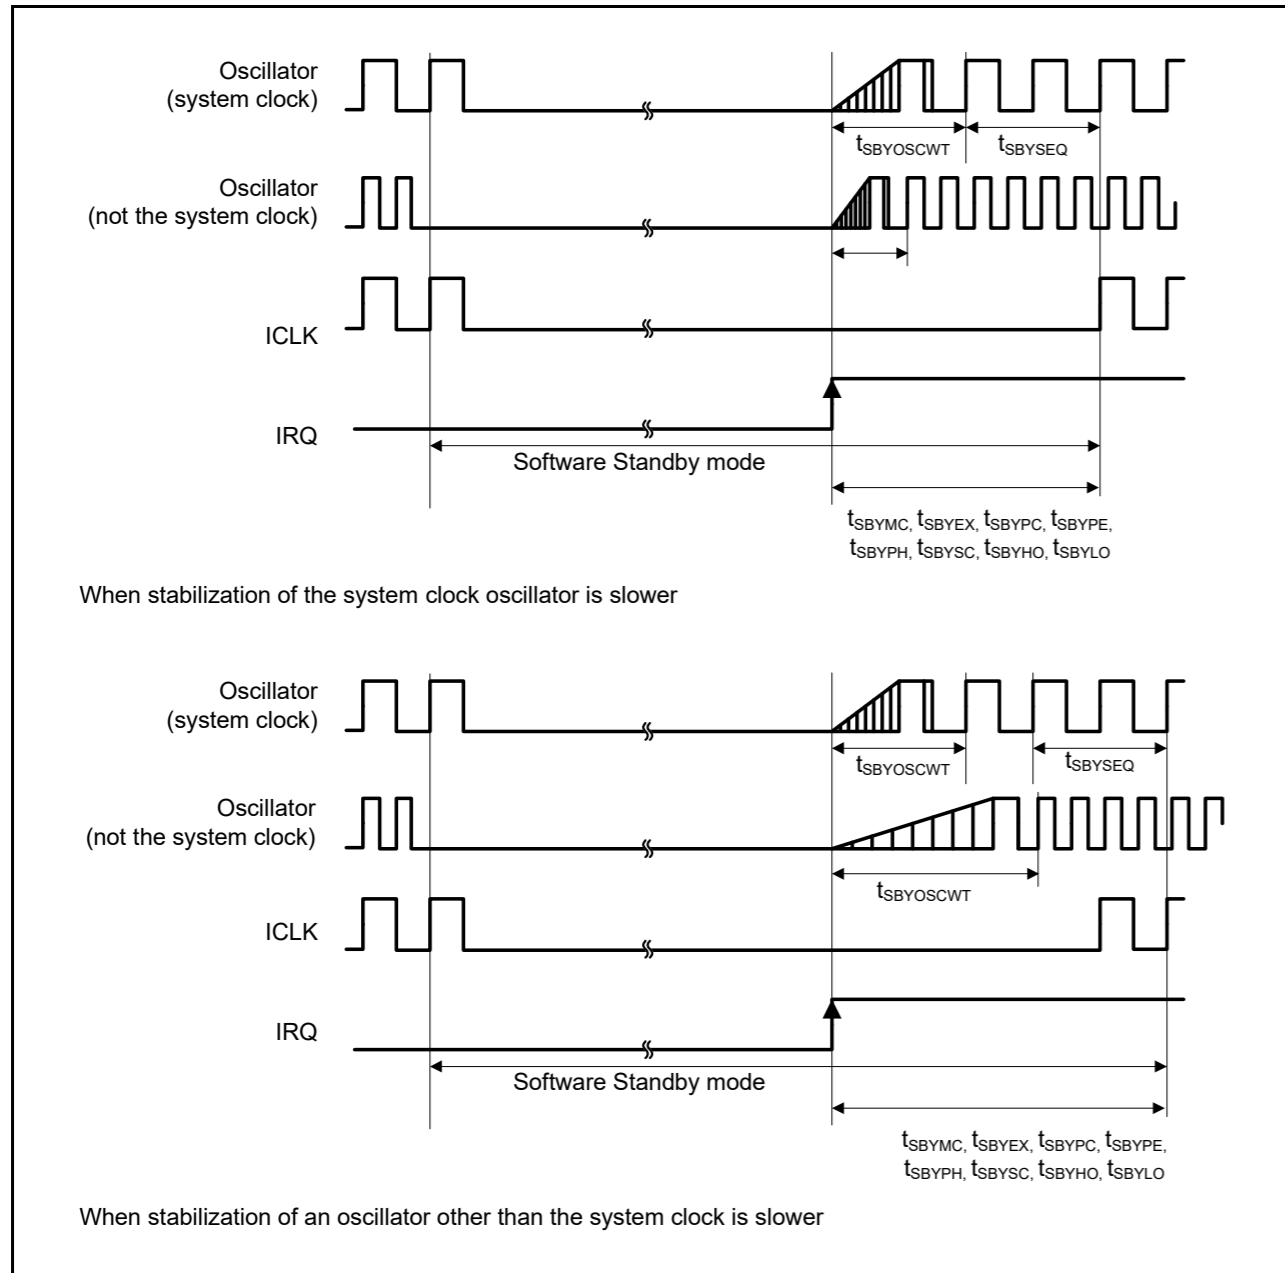 Oscillator
(system clock)
tSBYOSCWT
tSBYSEQ
Oscillator
(not the system clock)
ICLK
IRQ
Software Standby mode
tSBYMC, tSBYEX, tSBYPC, tSBYPE,
tSBYPH, tSBYSC, tSBYHO, tSBYLO
When stabilization of the system clock oscillator is slower
Oscillator
(system clock)
tSBYOSCWT
tSBYSEQ
Oscillator
(not the system clock)
tSBYOSCWT
ICLK
IRQ
Software Standby mode
tSBYMC, tSBYEX, tSBYPC, tSBYPE,
tSBYPH, tSBYSC, tSBYHO, tSBYLO
When stabilization of an oscillator other than the system clock is slower